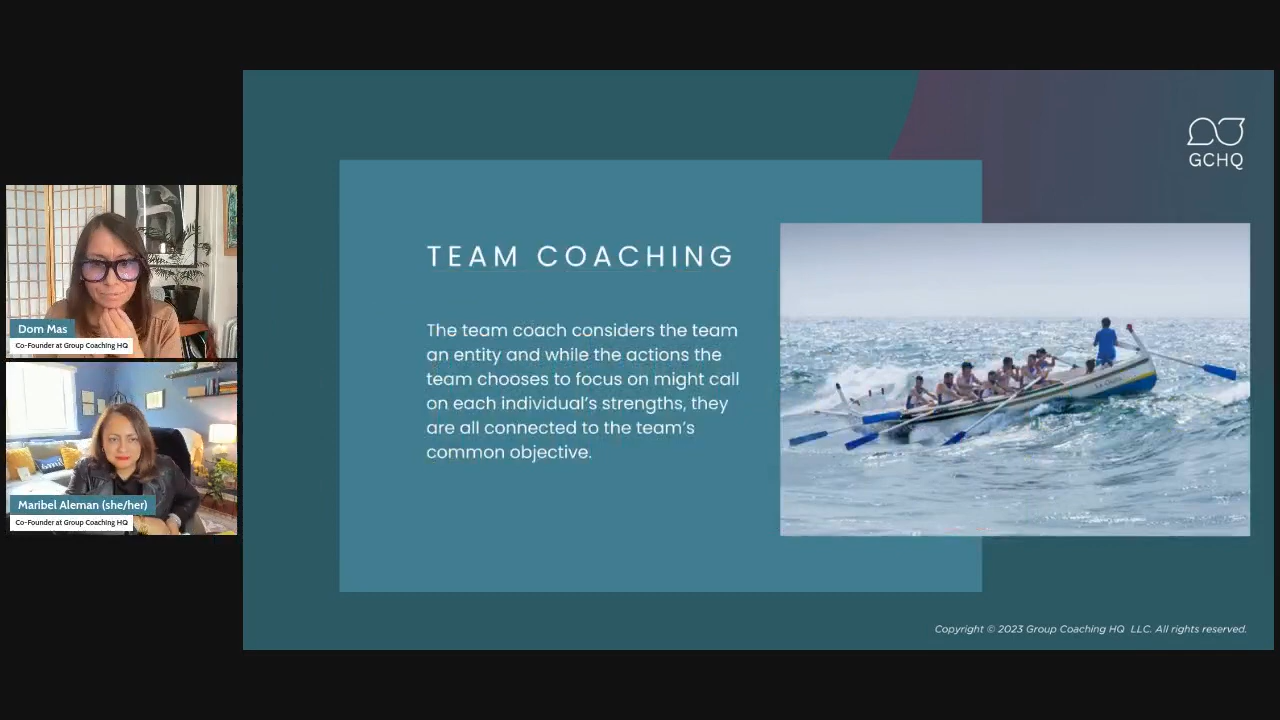 GCHQ
TEAM COACHING
The team coach considers the team
an entity and while the actions the
team chooses to focus on might call
on each individual's strengths, they
are all connected to the team's
common objective.
Dom Mas
Co-Founder at Group Coaching HQ
Maribel Aleman (she/her)
Co-Founder at Group Coaching HQ
Copyright © 2023 Group Coaching HQ LLC. All rights reserved.